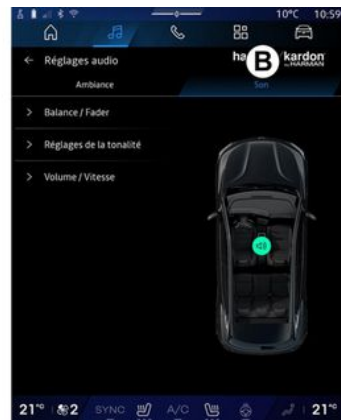 10°C 10:59
← Réglages audio
ha B kardon
by HARMAN
Ambiance Son
> Balance / Fader
> Réglages de la tonalité
> Volume / Vitesse
21°C 2 SYNC A/C 21°C